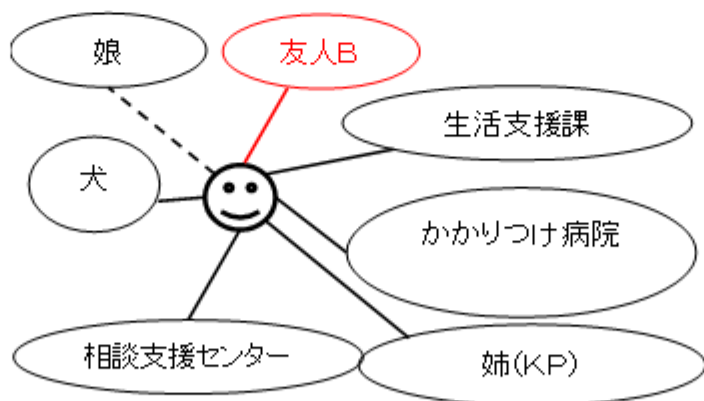 娘
友人B
生活支援課
犬
かかりつけ病院
相談支援センター
姉(KP)